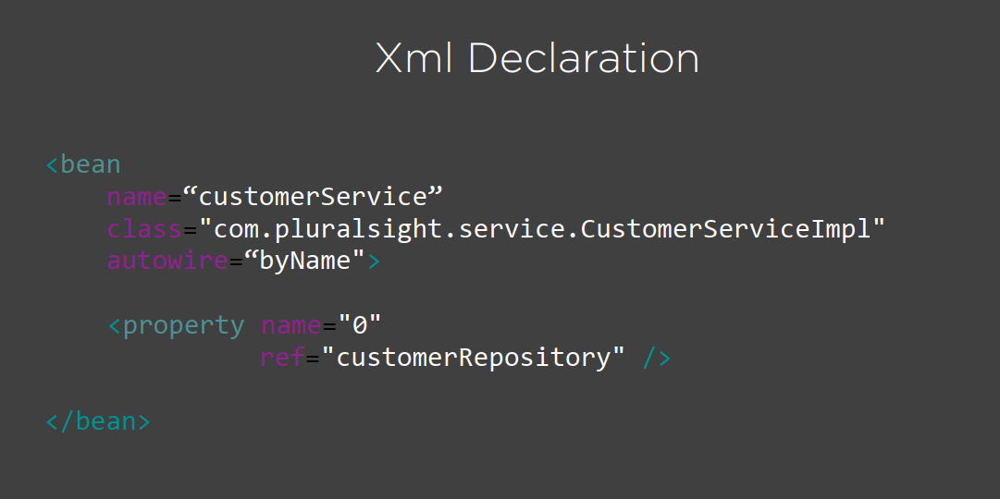 Xml Declaration
<bean
name=“customerService”
class="com.pluralsight.service.CustomerServiceImpl"
autowire=“byName">
<property name="0"
ref="customerRepository" />
</bean>